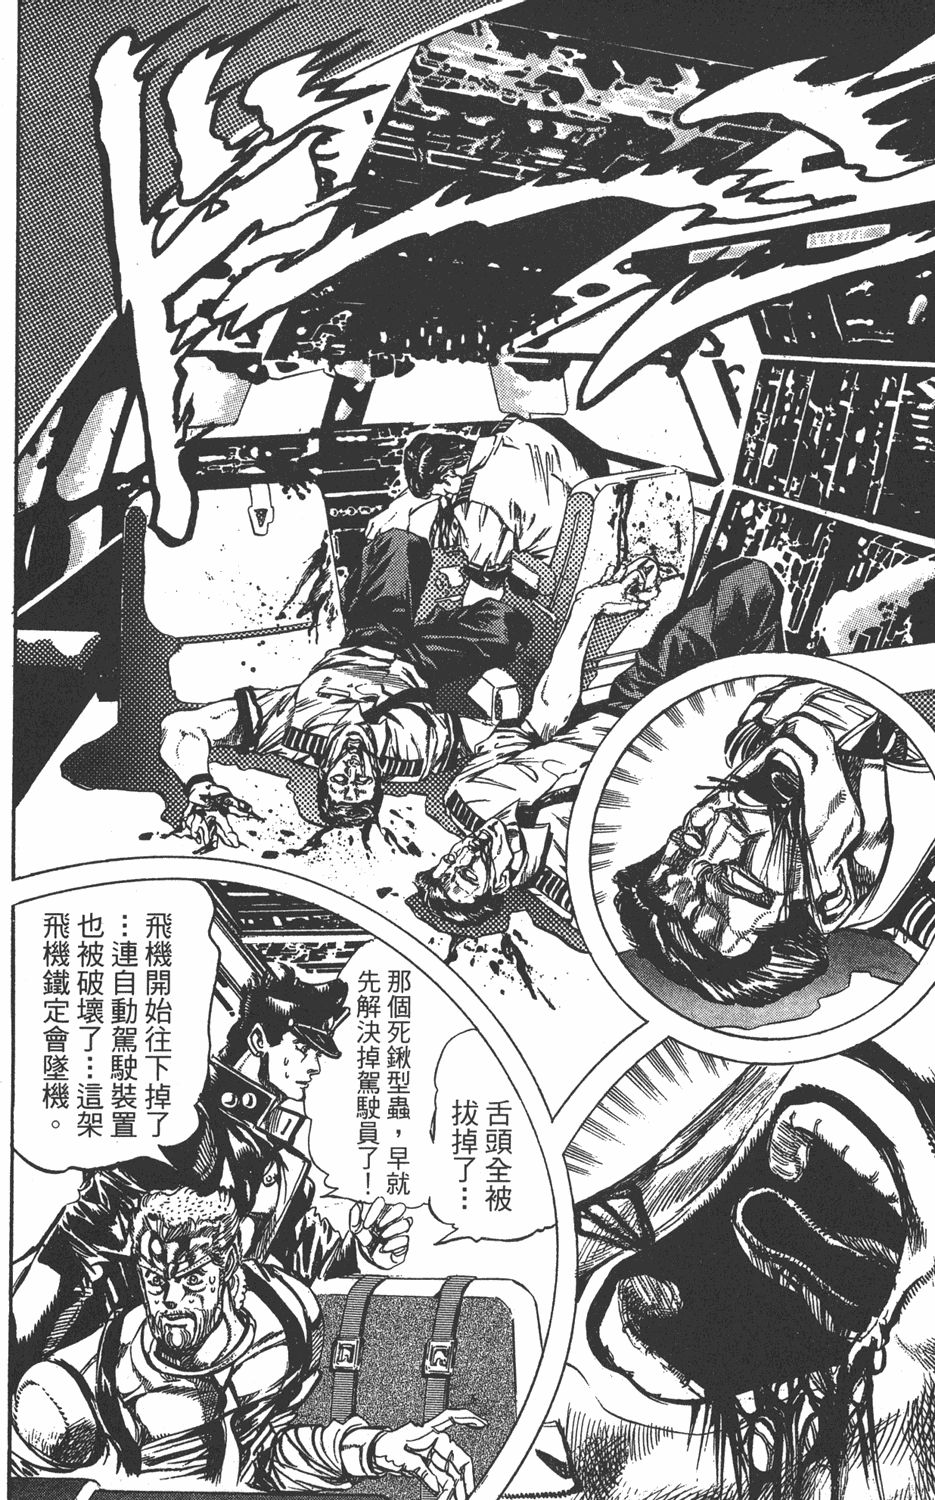 舌頭全被
拔掉了…
那個死鍬型蟲，早就
先解決掉駕駛員了！
飛機開始往下掉了
…連自動駕駛裝置
也被破壞了…這架
飛機鐵定會墜機。